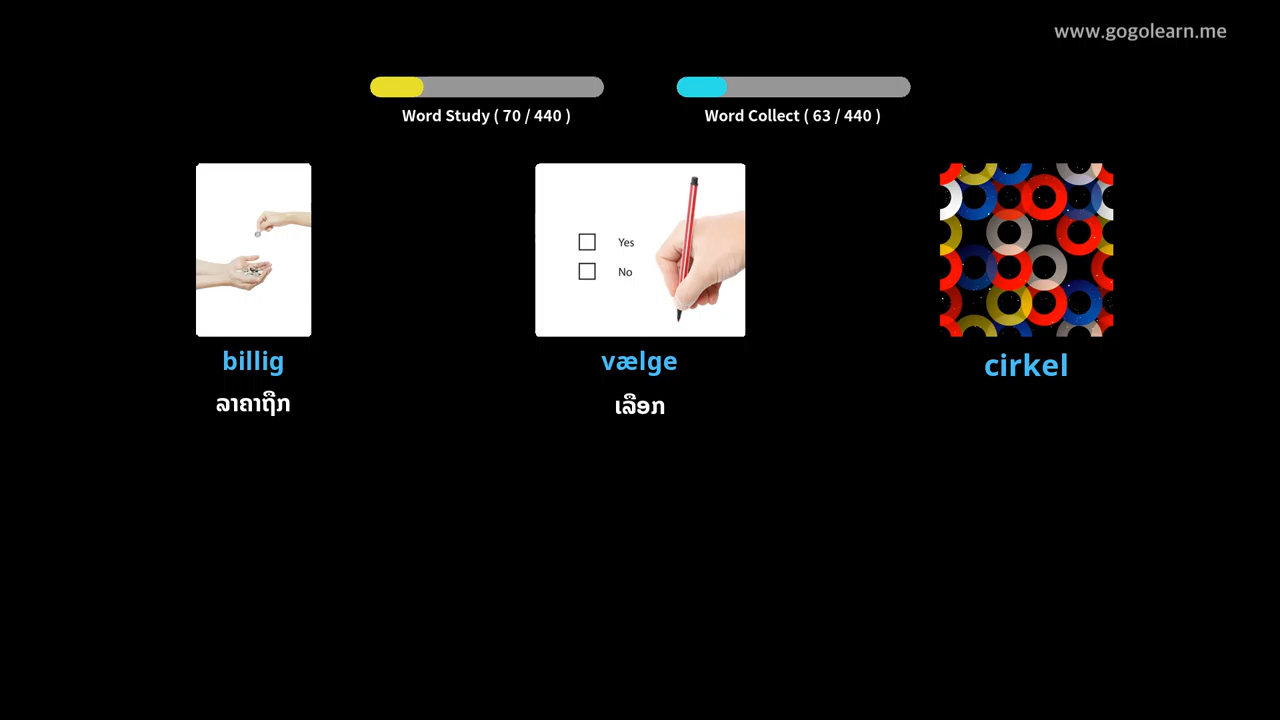 www.gogolearn.me
Word Study ( 70 / 440 )
Word Collect ( 63 / 440 )
Yes
No
billig
vælge
cirkel
ລາຄາຖືກ
ເລືອກ